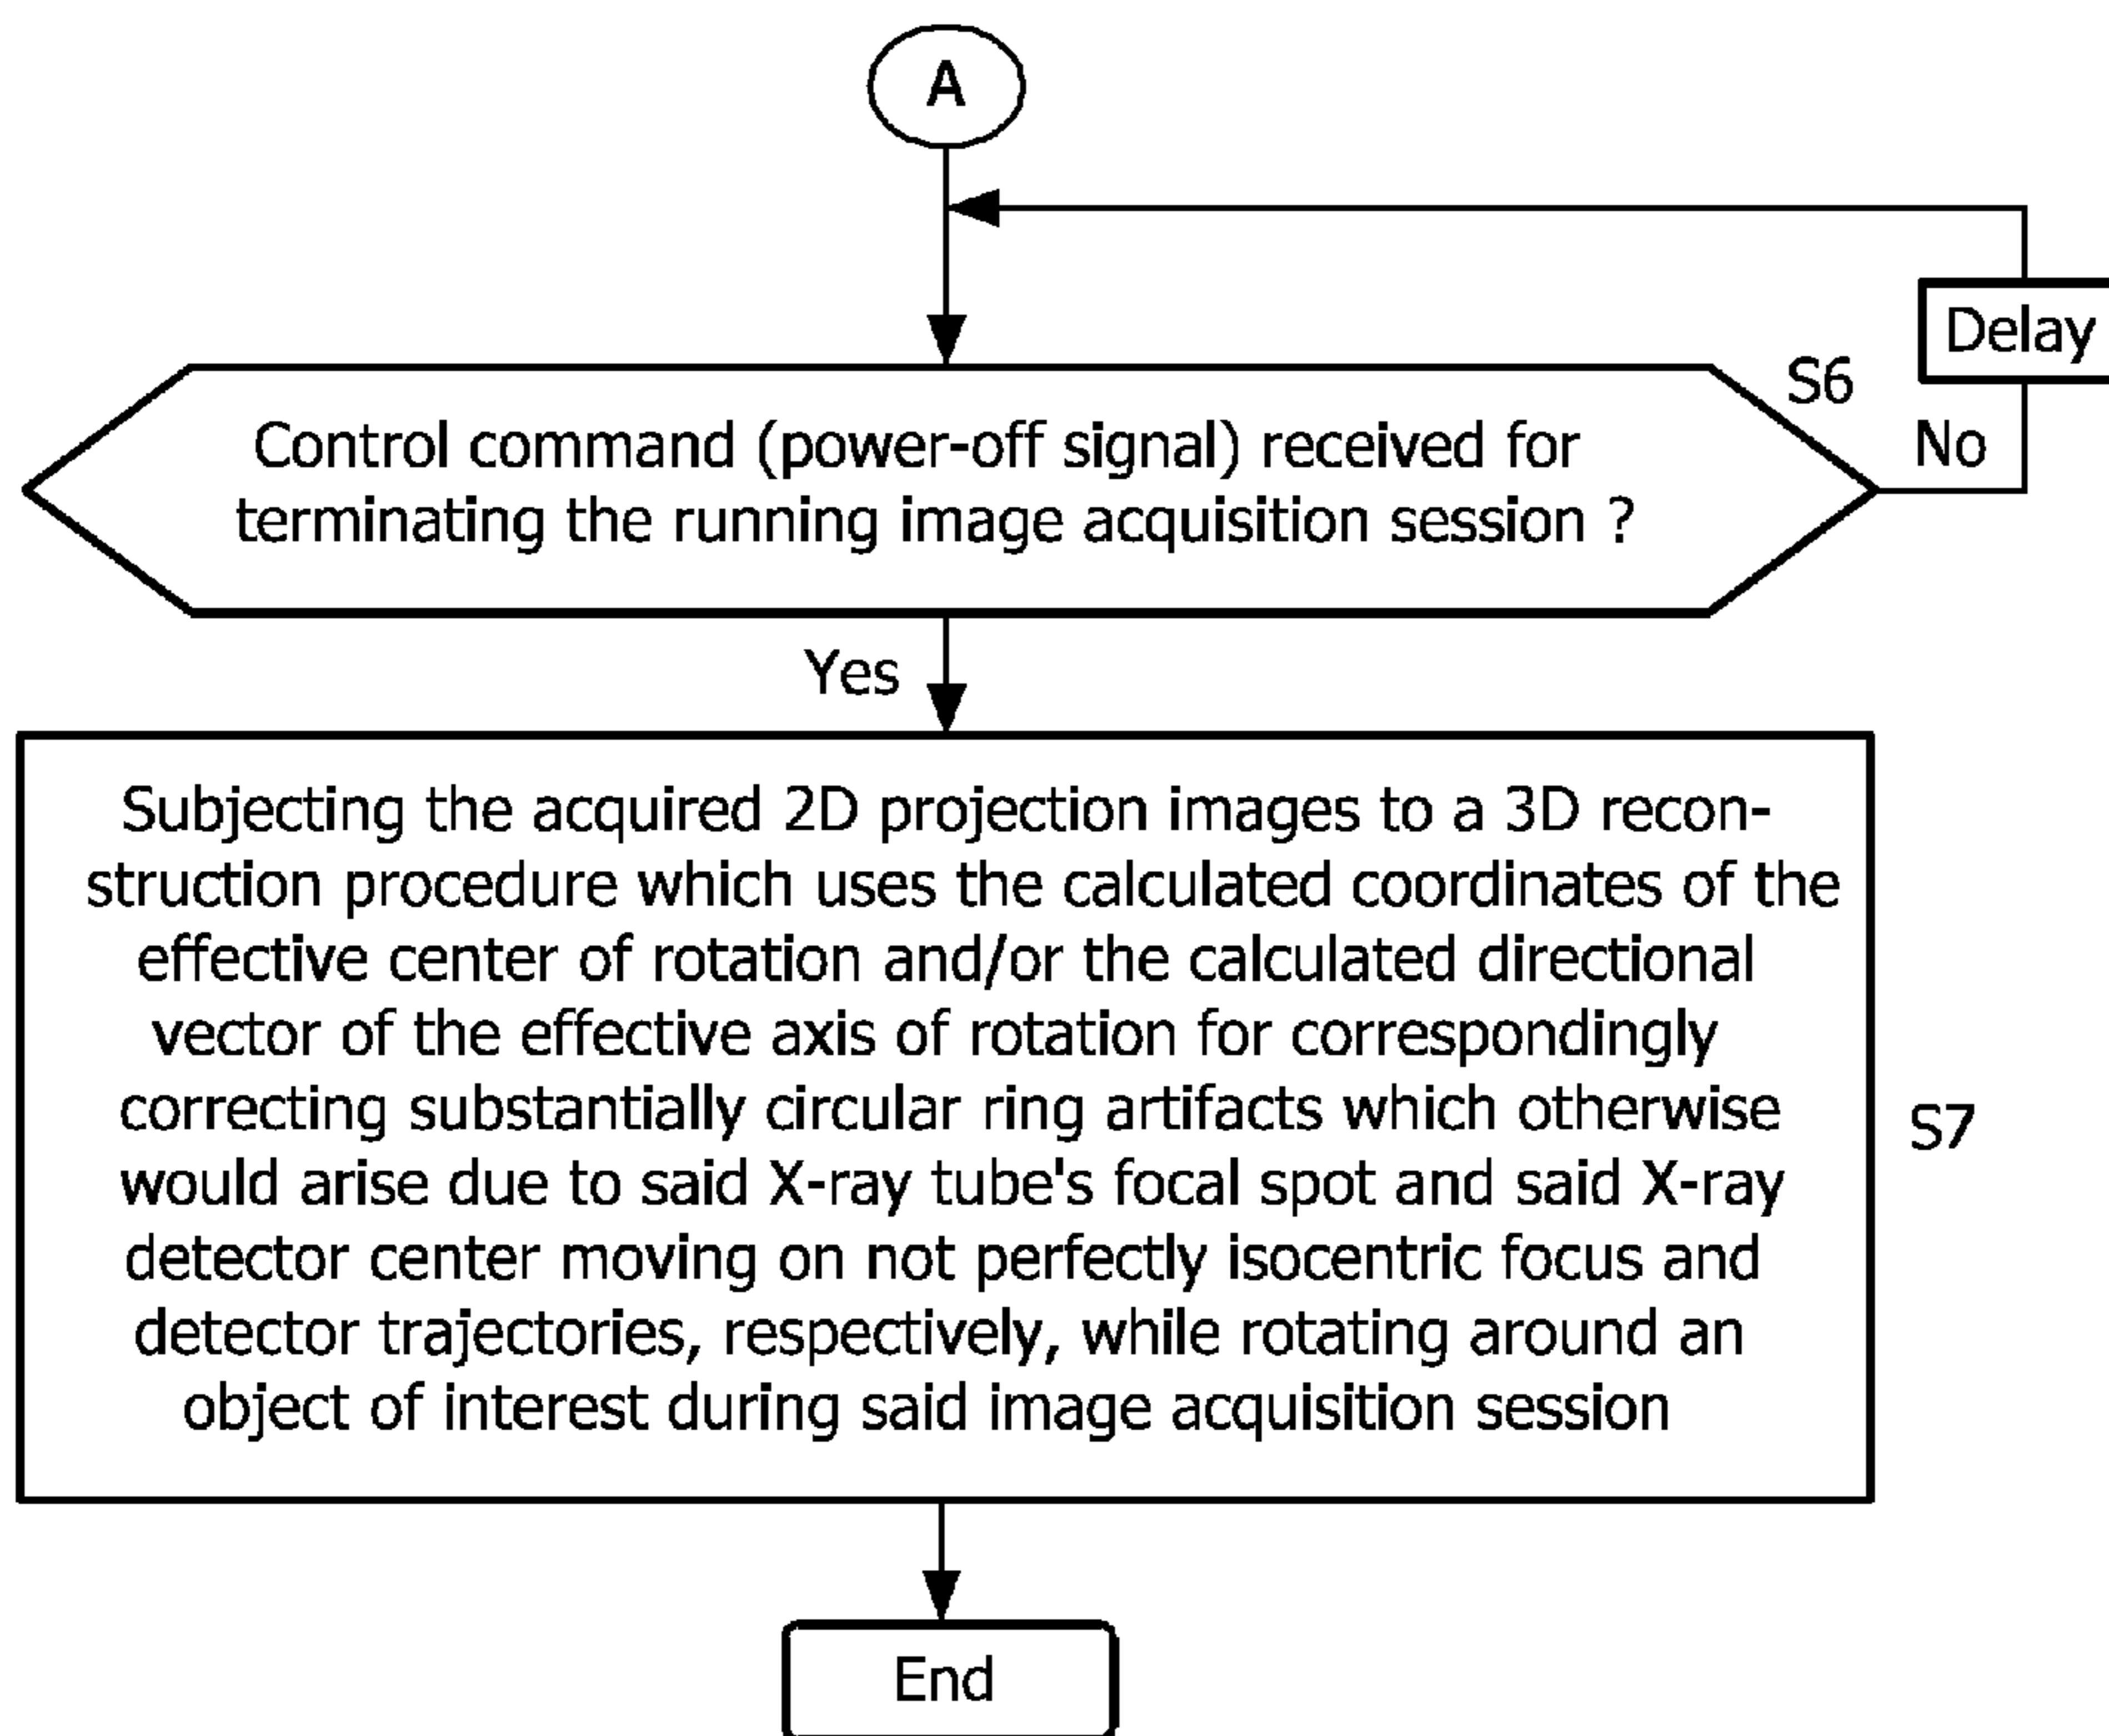 A
Delay
S6
No
Control command (power-off signal) received for
terminating the running image acquisition session ?
Yes
Subjecting the acquired 2D projection images to a 3D recon-
struction procedure which uses the calculated coordinates of the
effective center of rotation and/or the calculated directional
vector of the effective axis of rotation for correspondingly
correcting substantially circular ring artifacts which otherwise
would arise due to said X-ray tube's focal spot and said X-ray
detector center moving on not perfectly isocentric focus and
detector trajectories, respectively, while rotating around an
object of interest during said image acquisition session
S7
End